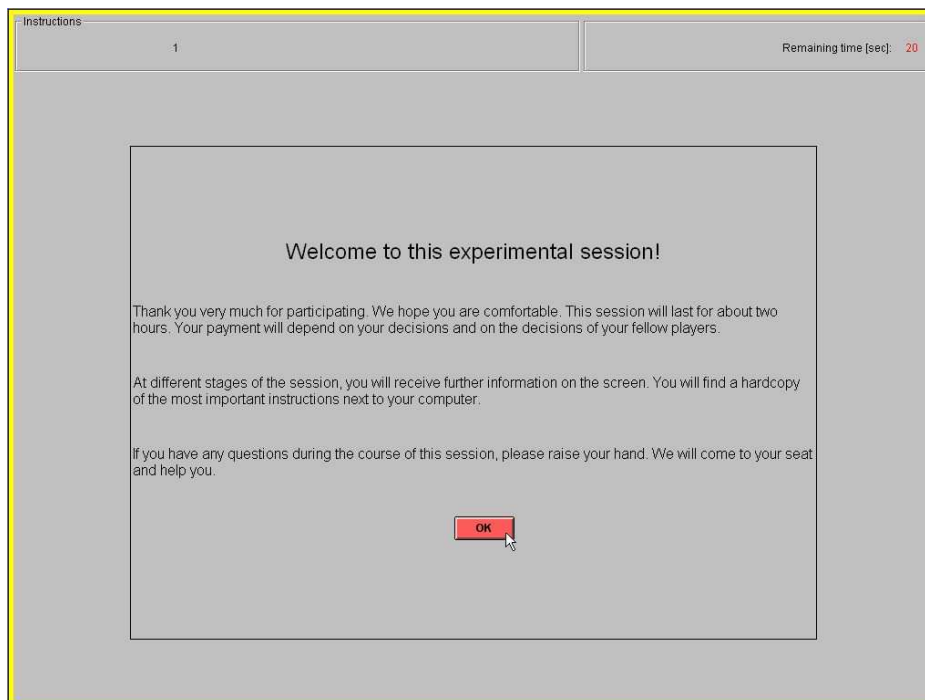 Instructions
1
Remaining time [sec]: 20
Welcome to this experimental session!
Thank you very much for participating. We hope you are comfortable. This session will last for about two
hours. Your payment will depend on your decisions and on the decisions of your fellow players.
At different stages of the session, you will receive further information on the screen. You will find a hardcopy
of the most important instructions next to your computer.
If you have any questions during the course of this session, please raise your hand. We will come to your seat
and help you.
OK